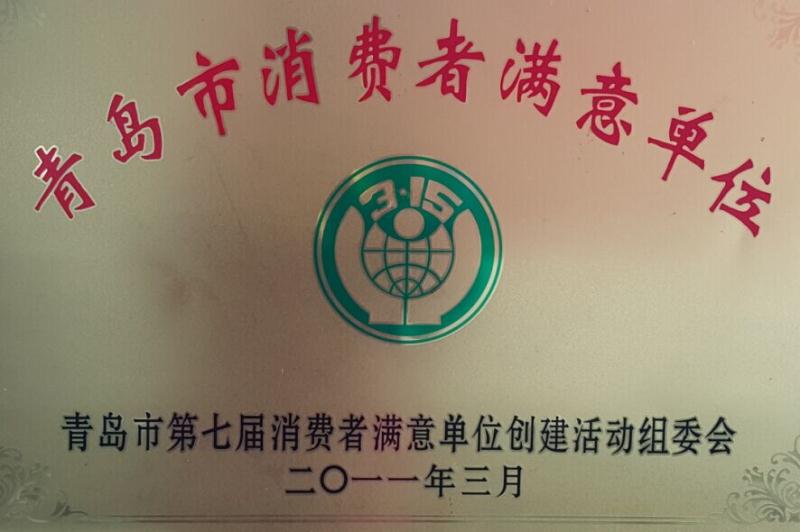 青岛市消费者满意单位
3·15
青岛市第七届消费者满意单位创建活动组委会
二〇一一年三月